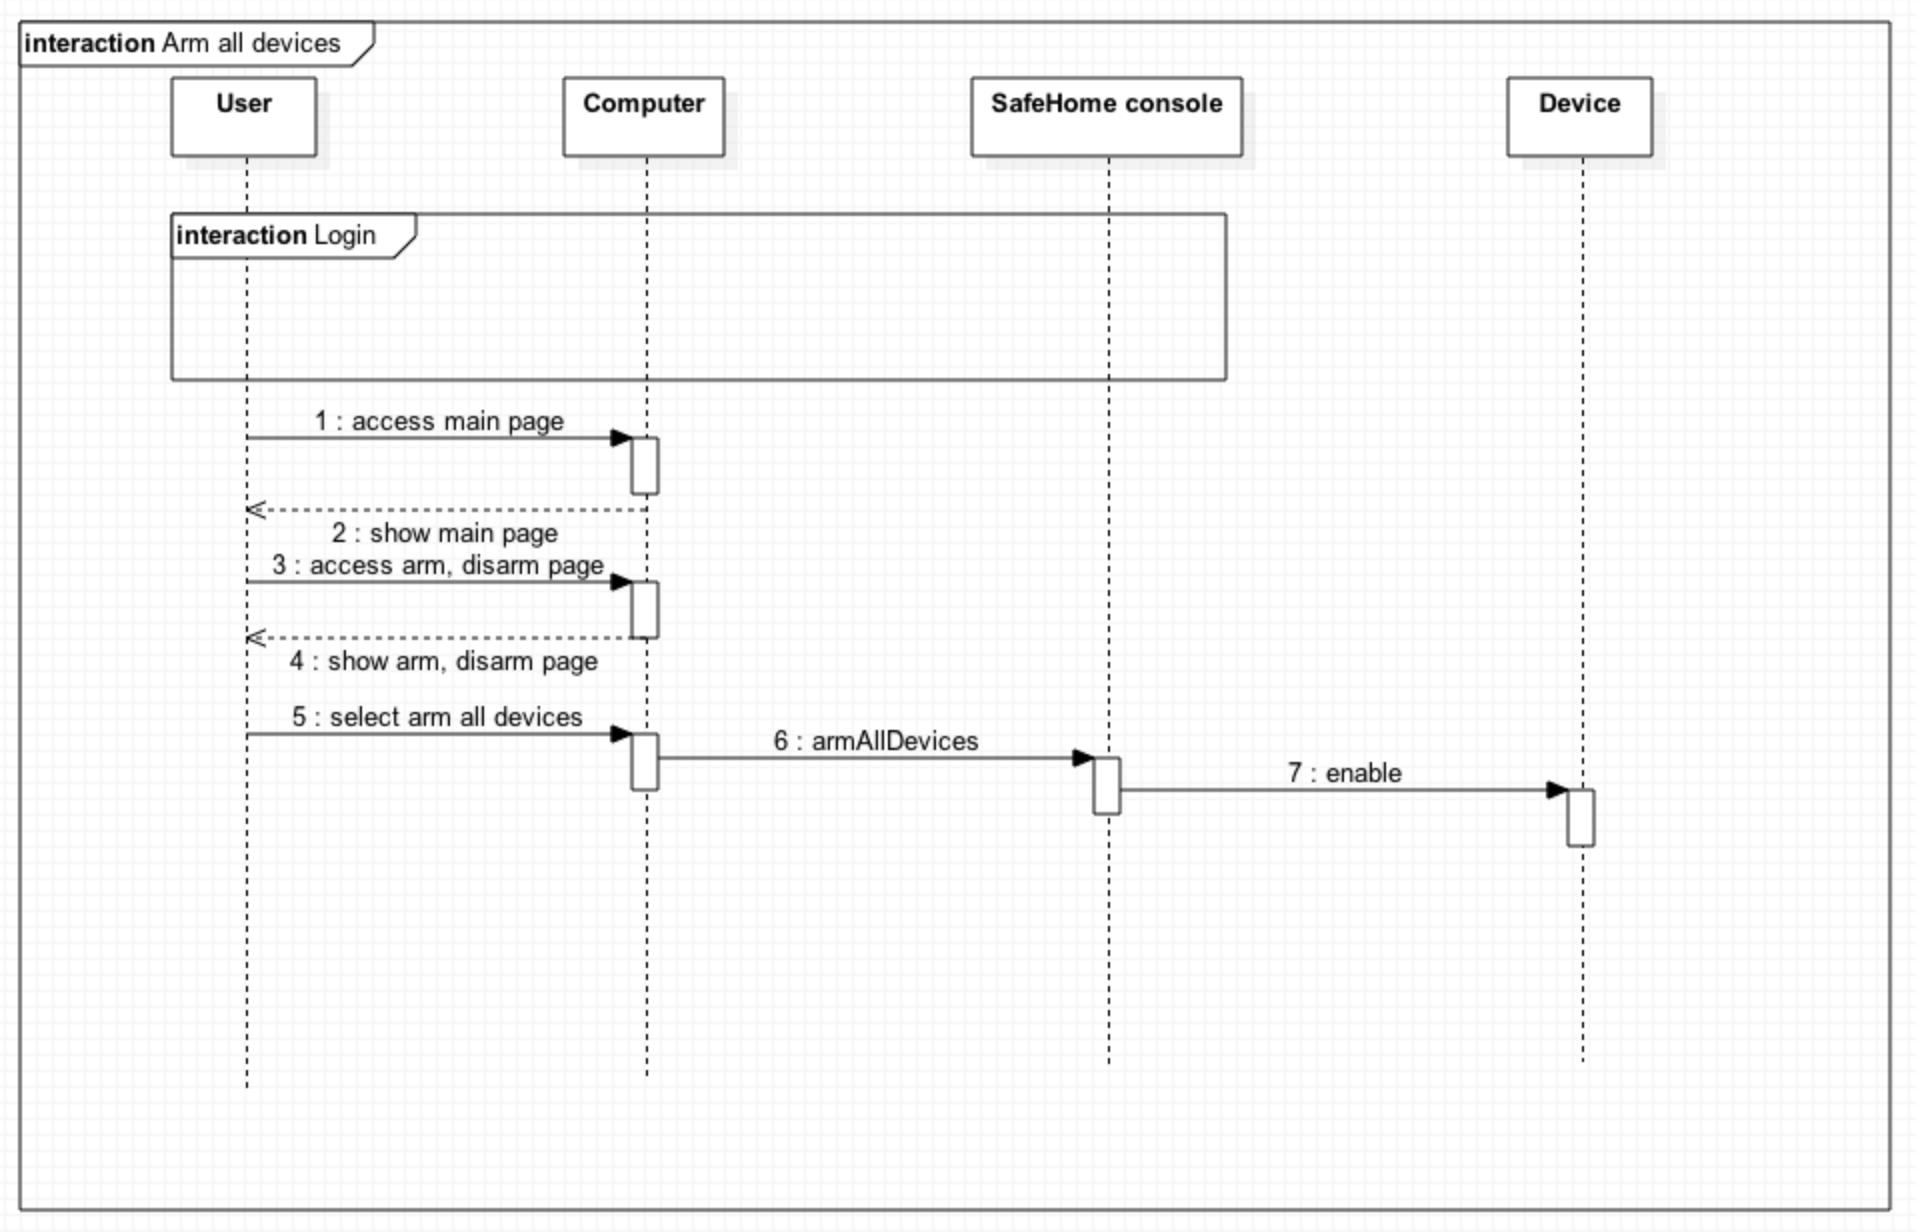 interaction Arm all devices
User
Computer
SafeHome console
Device
interaction Login
1 : access main page
2 : show main page
3 : access arm, disarm page
4 : show arm, disarm page
5 : select arm all devices
6 : armAllDevices
7 : enable